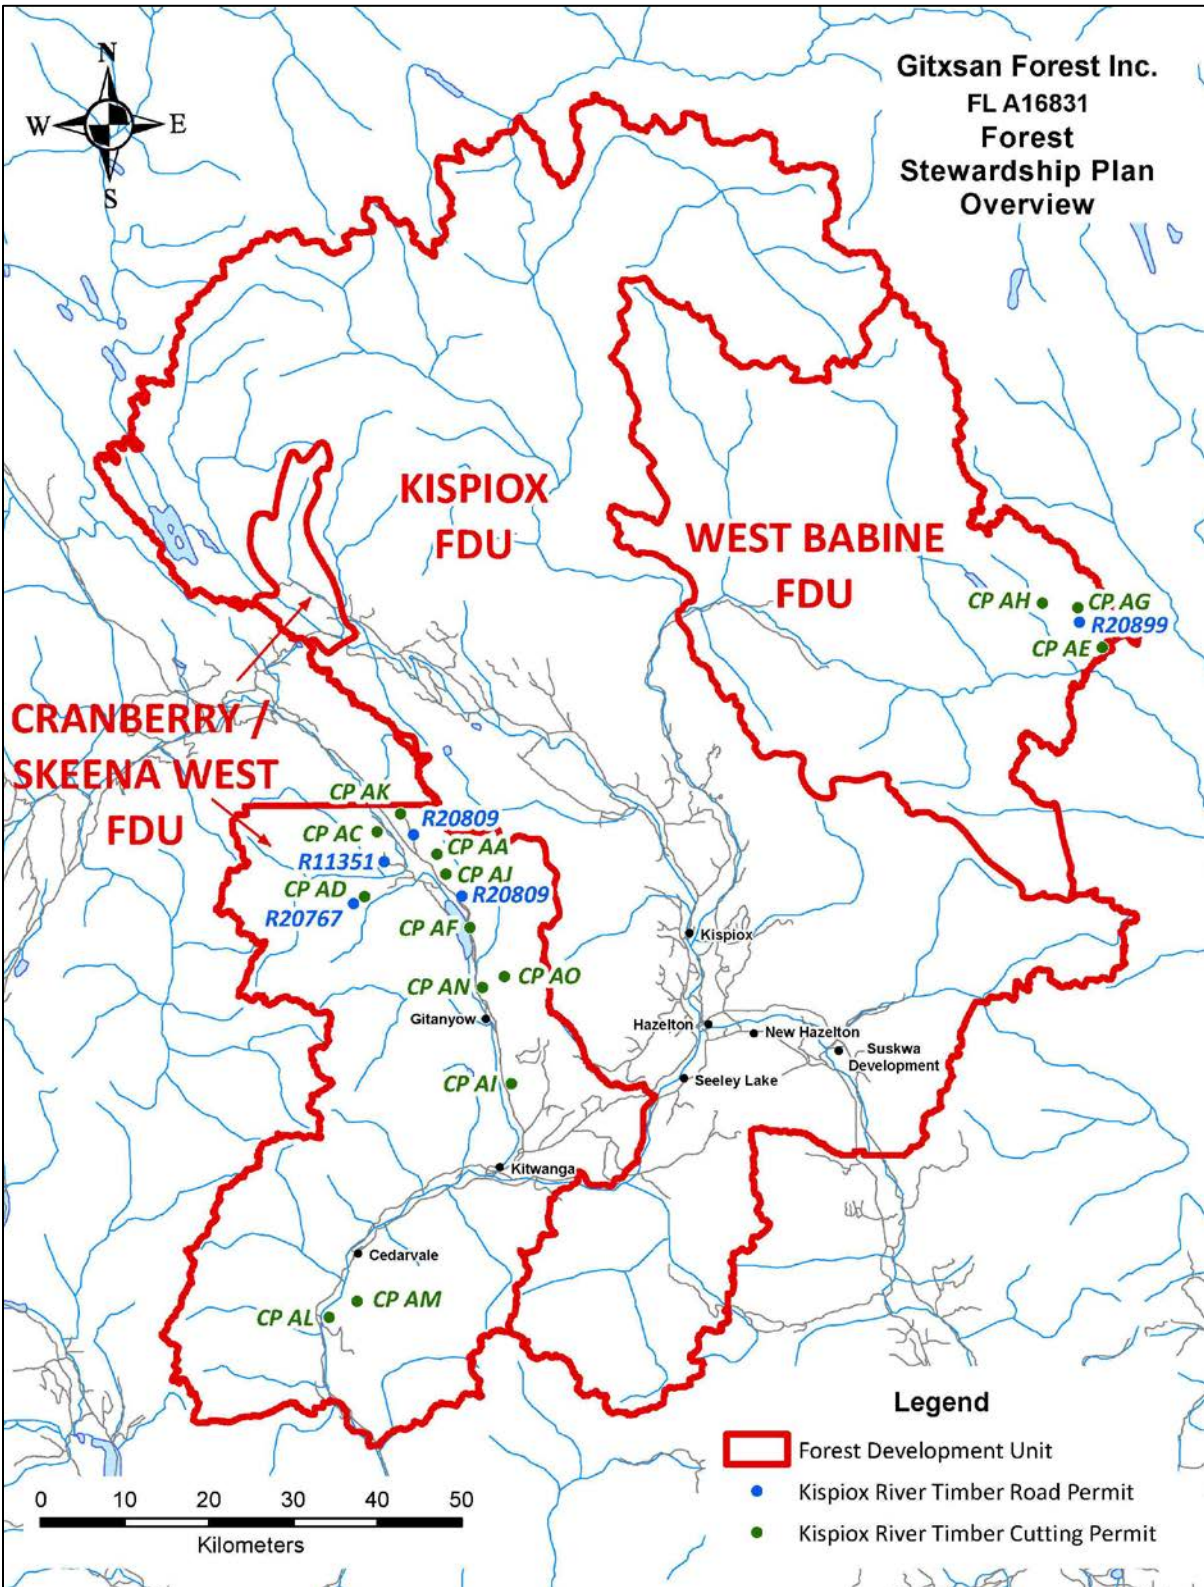 N
W
E
S
Gitxsan Forest Inc.
FL A16831
Forest
Stewardship Plan
Overview
KISPIOX
FDU
WEST BABINE
FDU
CP AH
CP AG
R20899
CP AE
CRANBERRY /
SKEENA WEST
FDU
CP AK
R20809
CP AC
CP AA
R11351
CP AJ
CP AD
R20809
R20767
CP AF
Kispiox
CP AO
CP AN
Gitanyow
Hazelton
New Hazelton
Suskwa
Development
CP AI
Seeley Lake
Kitwanga
Cedarvale
CP AM
CP AL
Legend
Forest Development Unit
Kispiox River Timber Road Permit
Kispiox River Timber Cutting Permit
0 10 20 30 40 50
Kilometers